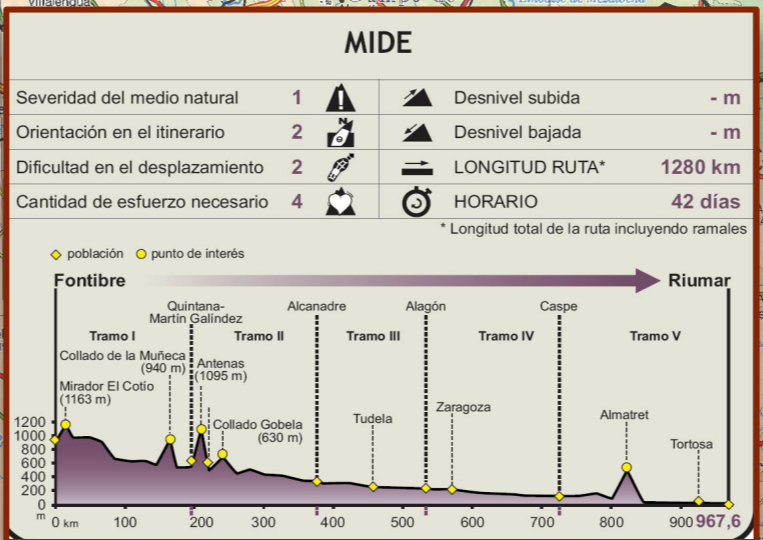 Villalengua
MIDE
Severidad del medio natural 1 Desnivel subida - m
Orientación en el itinerario 2 N Desnivel bajada - m
Dificultad en el desplazamiento 2 LONGITUD RUTA* 1280 km
Cantidad de esfuerzo necesario 4 HORARIO 42 días
* Longitud total de la ruta incluyendo ramales
población punto de interés
Fontibre Riumar
Quintana-
Martín Galíndez Alcanadre Alagón Caspe
Tramo I Tramo II Tramo III Tramo IV Tramo V
Collado de la Muñeca
(940 m)
Antenas
(1095 m)
Mirador El Cotio
(1163 m)
Collado Gobela
(630 m)
Tudela
Zaragoza
Almatret
Tortosa
1200
1000
800
600
400
200
0
m
0 km 100 200 300 400 500 600 700 800 900 967,6